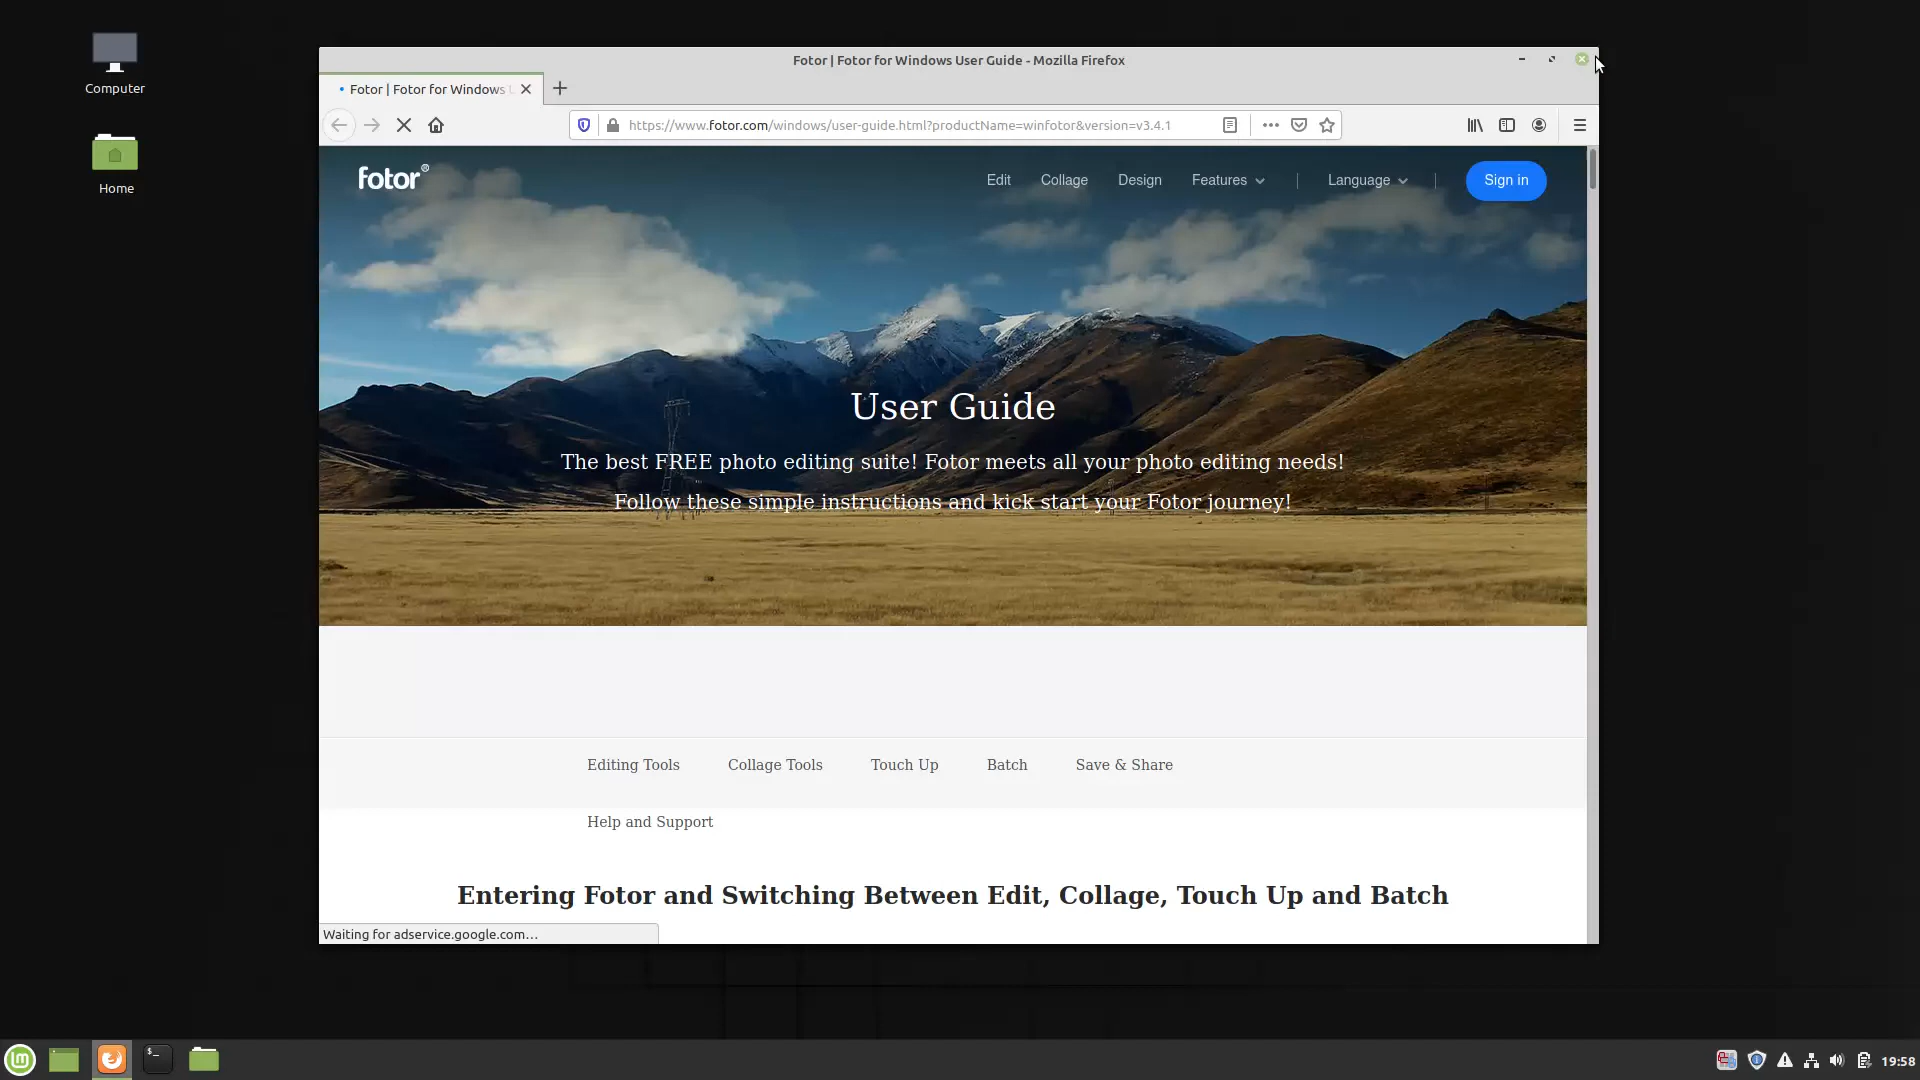 Computer
Home
Fotor | Fotor for Windows User Guide - Mozilla Firefox
Fotor | Fotor for Windows
https://www.fotor.com/windows/user-guide.html?productName=winfotor&version=v3.4.1
fotor®
Edit
Collage
Design
Features
Language
Sign in
User Guide
The best FREE photo editing suite! Fotor meets all your photo editing needs!
Follow these simple instructions and kick start your Fotor journey!
Editing Tools
Collage Tools
Touch Up
Batch
Save & Share
Help and Support
Entering Fotor and Switching Between Edit, Collage, Touch Up and Batch
Waiting for adservice.google.com…
19:58